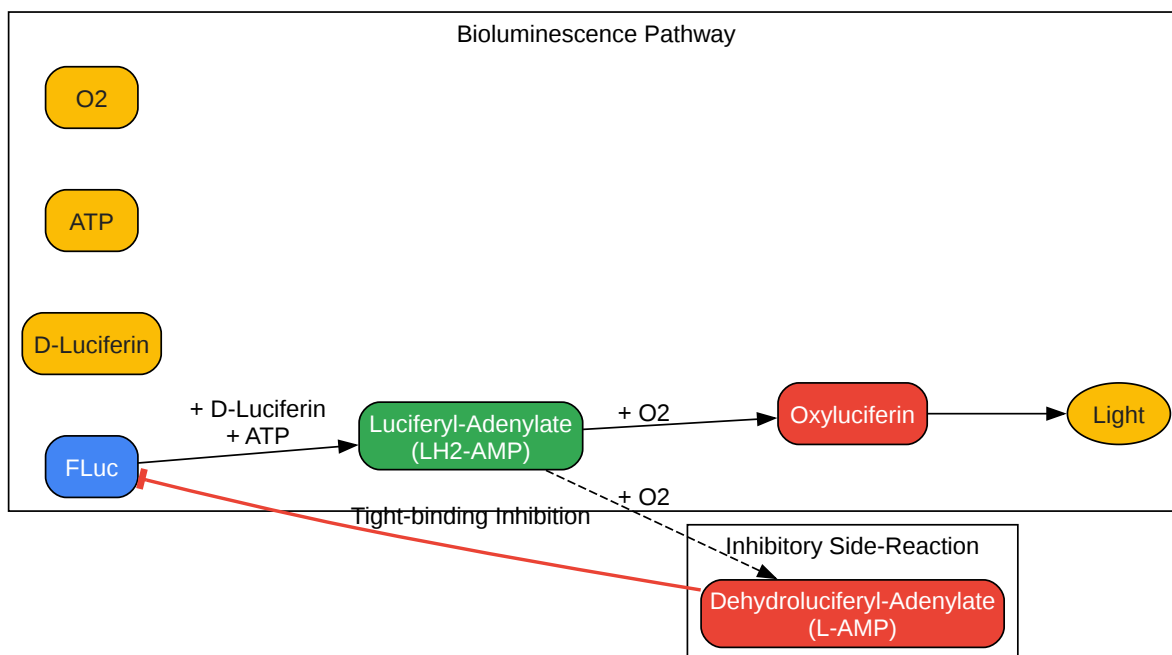 Bioluminescence Pathway
O2
ATP
D-Luciferin
+ D-Luciferin
+ ATP
FLuc
Luciferyl-Adenylate
(LH2-AMP)
+ O2
Oxyluciferin
Light
+ O2
Tight-binding Inhibition
Inhibitory Side-Reaction
Dehydroluciferyl-Adenylate
(L-AMP)